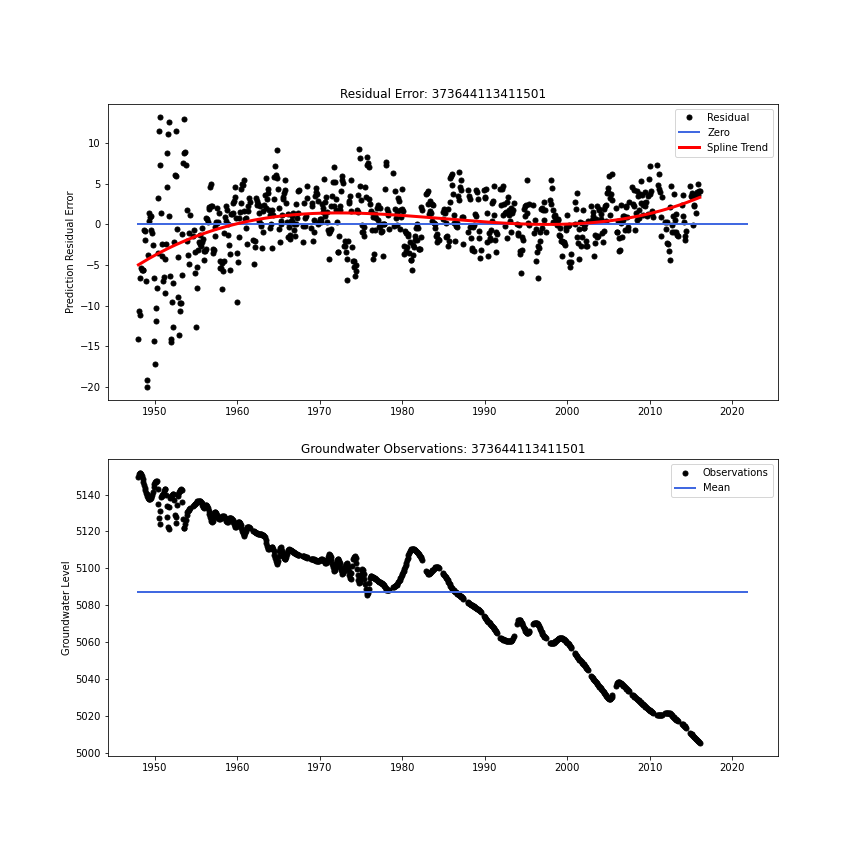 Residual Error: 373644113411501
Residual
Zero
Spline Trend
Prediction Residual Error
10
5
0
−5
−10
−15
−20
1950 1960 1970 1980 1990 2000 2010 2020
Groundwater Observations: 373644113411501
Observations
Mean
Groundwater Level
5140
5120
5100
5080
5060
5040
5020
5000
1950 1960 1970 1980 1990 2000 2010 2020